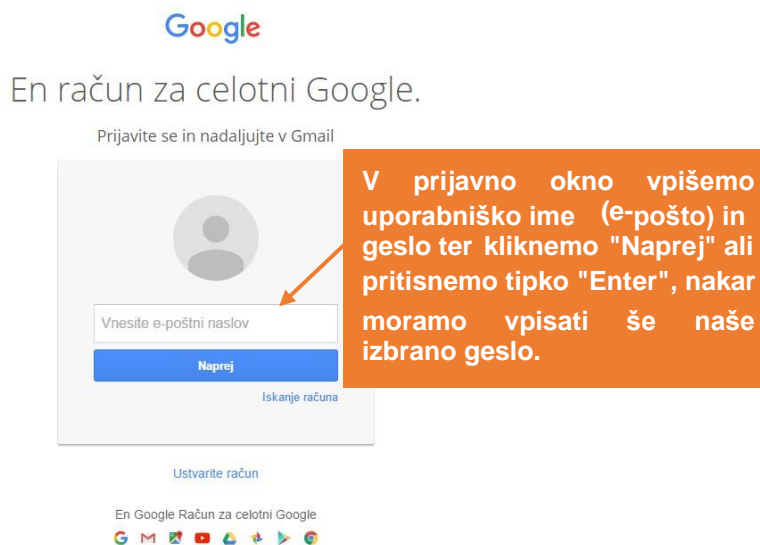 Google
En račun za celotni Google.
Prijavite se in nadaljujte v Gmail
V prijavno okno vpišemo
uporabniško ime (e-pošto) in
geslo ter kliknemo "Naprej" ali
pritisnemo tipko "Enter", nakar
moramo vpisati še naše
izbrano geslo.
Vnesite e-poštni naslov
Naprej
Iskanje računa
Ustvarite račun
En Google Račun za celotni Google